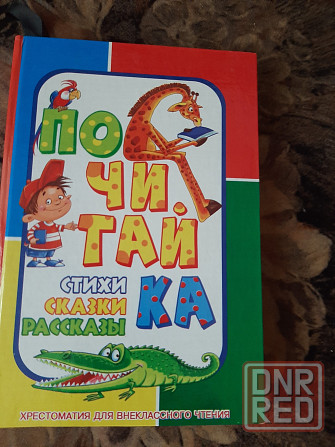 ПО
ЧИ
ТАЙ
КА
СТИХИ
СКАЗКИ
РАССКАЗЫ
ХРЕСТОМАТИЯ ДЛЯ ВНЕКЛАССНОГО ЧТЕНИЯ
DNR
RED